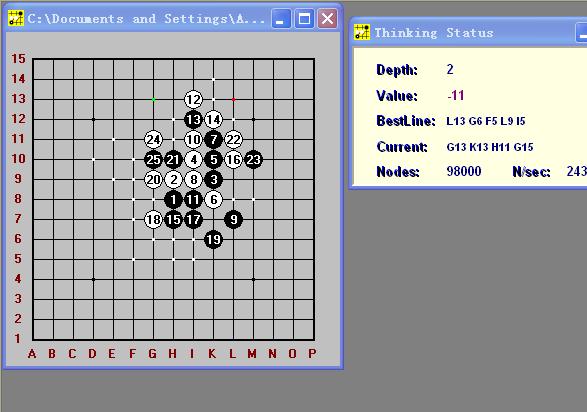 C:\Documents and Settings\A...
15
14
13 12
12 13 14
11 24 10 7 22
10 25 21 4 5 16 23
9 20 2 8 3
8 1 11 6
7 18 15 17 9
6 19
5
4
3
2
1
A B C D E F G H I K L M N O P
Thinking Status
Depth: 2
Value: -11
BestLine: L13 G6 F5 L9 I5
Current: G13 K13 H11 G15
Nodes: 98000 N/sec: 243